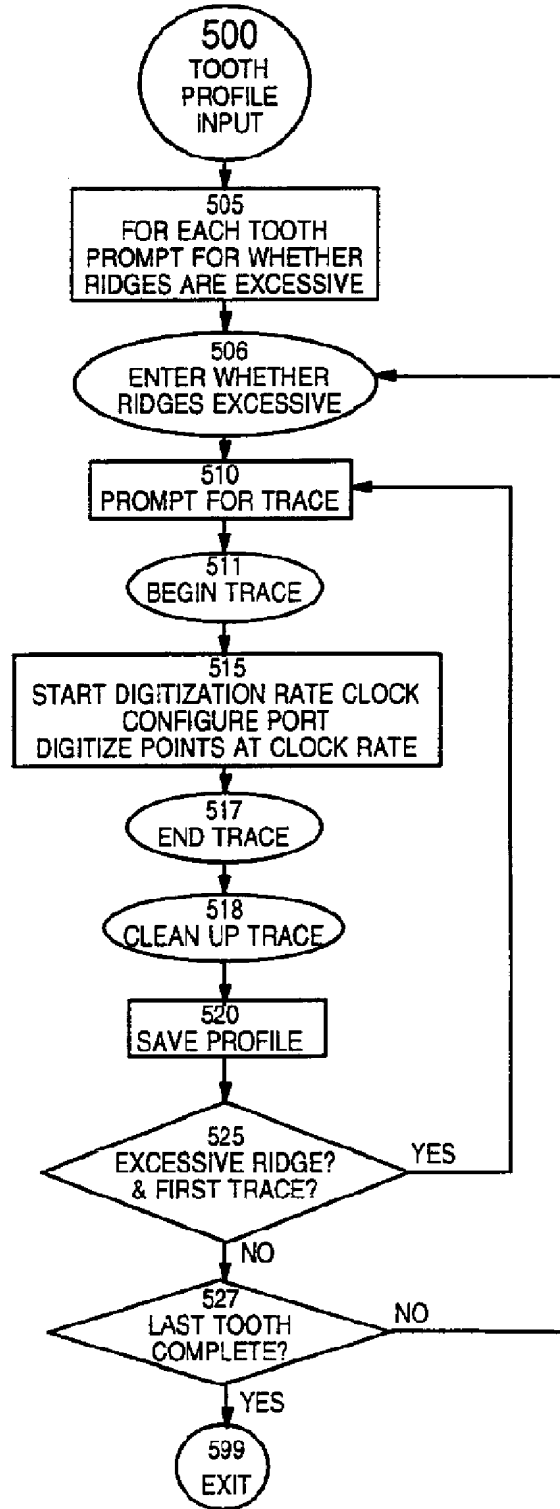 500
TOOTH
PROFILE
INPUT
505
FOR EACH TOOTH
PROMPT FOR WHETHER
RIDGES ARE EXCESSIVE
506
ENTER WHETHER
RIDGES EXCESSIVE
510
PROMPT FOR TRACE
511
BEGIN TRACE
515
START DIGITIZATION RATE CLOCK
CONFIGURE PORT
DIGITIZE POINTS AT CLOCK RATE
517
END TRACE
518
CLEAN UP TRACE
520
SAVE PROFILE
525
EXCESSIVE RIDGE?
& FIRST TRACE?
YES
NO
527
LAST TOOTH
COMPLETE?
NO
YES
599
EXIT